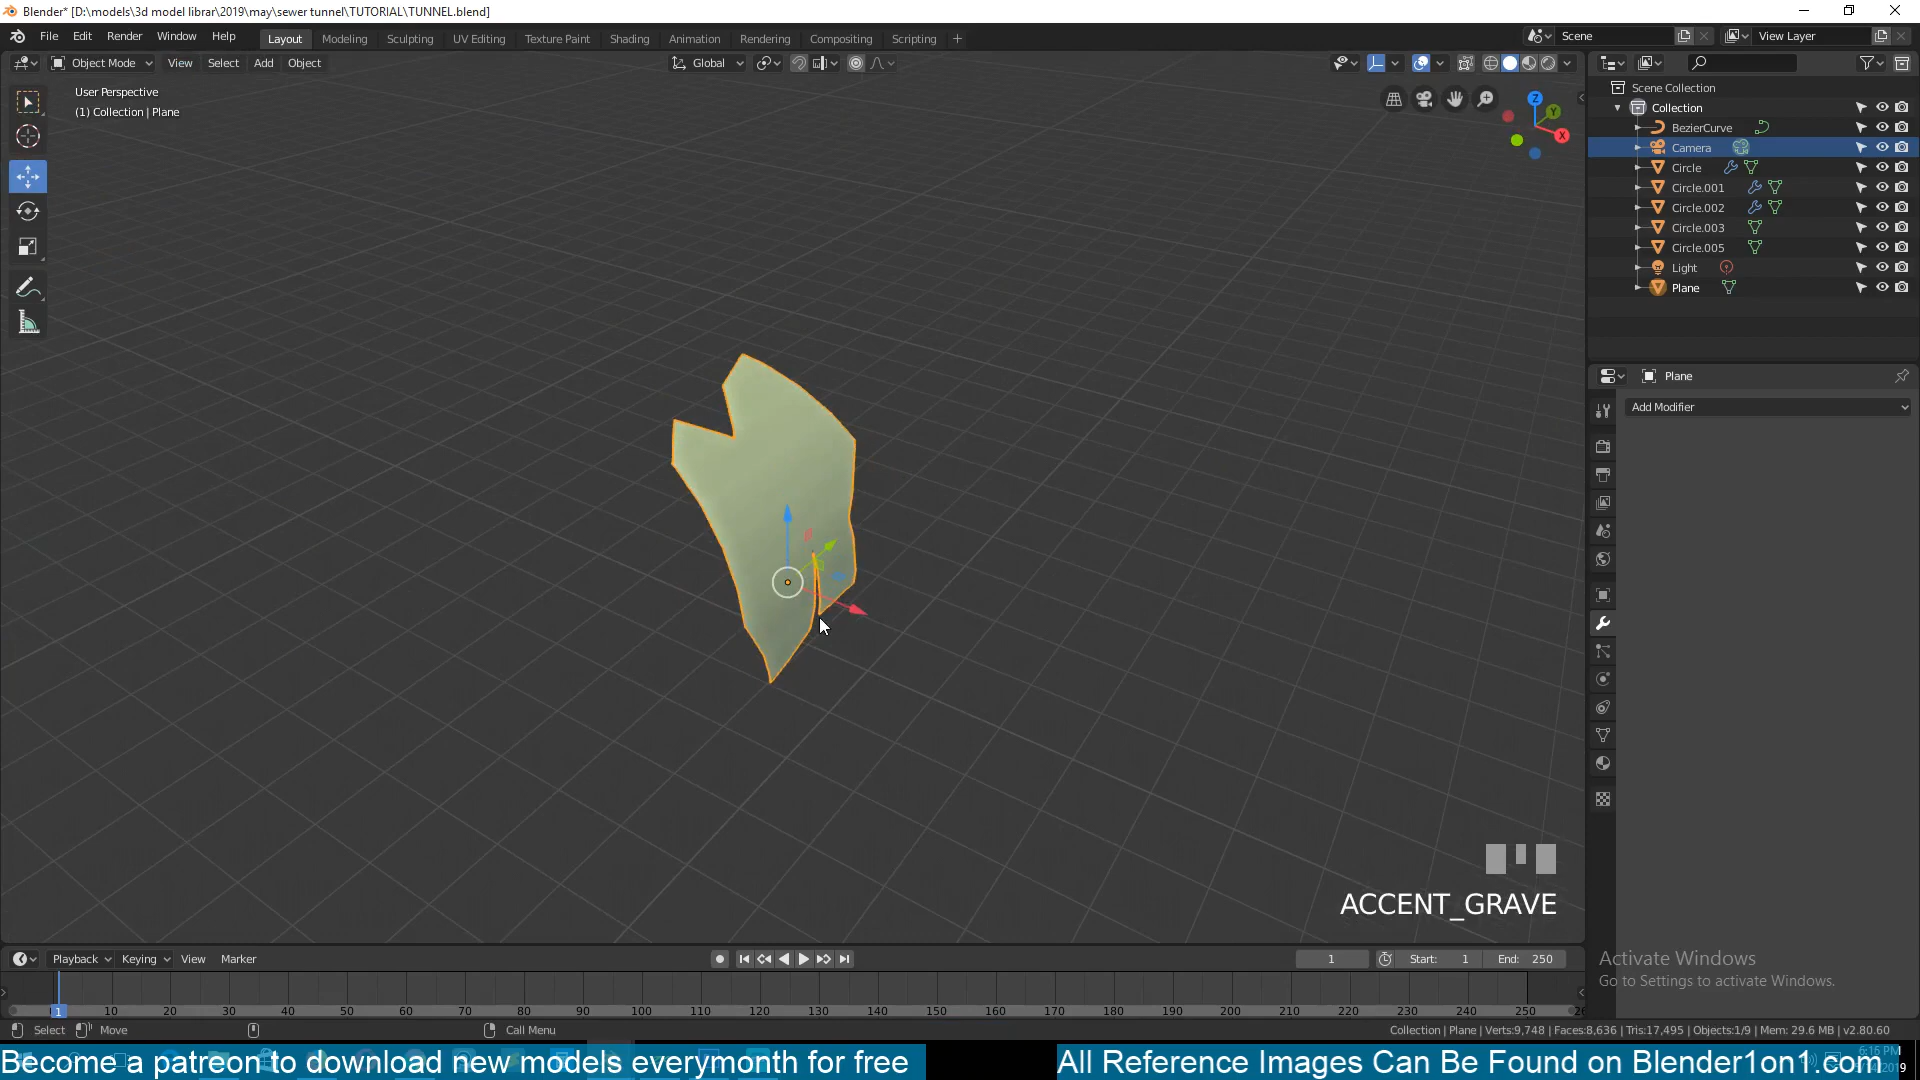 Blender* [D:\models\3d model librar\2019\may\sewer tunnel\TUTORIAL\TUNNEL.blend]
File Edit Render Window Help Layout Modeling Sculpting UV Editing Texture Paint Shading Animation Rendering Compositing Scripting + Scene View Layer
Object Mode View Select Add Object Global
User Perspective
(1) Collection | Plane
Z
Y
X
Scene Collection
Collection
BezierCurve
Camera
Circle
Circle.001
Circle.002
Circle.003
Circle.005
Light
Plane
Plane
Add Modifier
ACCENT_GRAVE
Activate Windows
Go to Settings to activate Windows.
Playback Keying View Marker 1 Start: 1 End: 250
1 10 20 30 40 50 60 70 80 90 100 110 120 130 140 150 160 170 180 190 200 210 220 230 240 250
Select Move Call Menu Collection | Plane | Verts:9,748 | Faces:8,636 | Tris:17,495 | Objects:1/9 | Mem: 29.6 MB | v2.80.60
Become a patreon to download new models everymonth for free All Reference Images Can Be Found on Blender1on1.com
6:16 PM